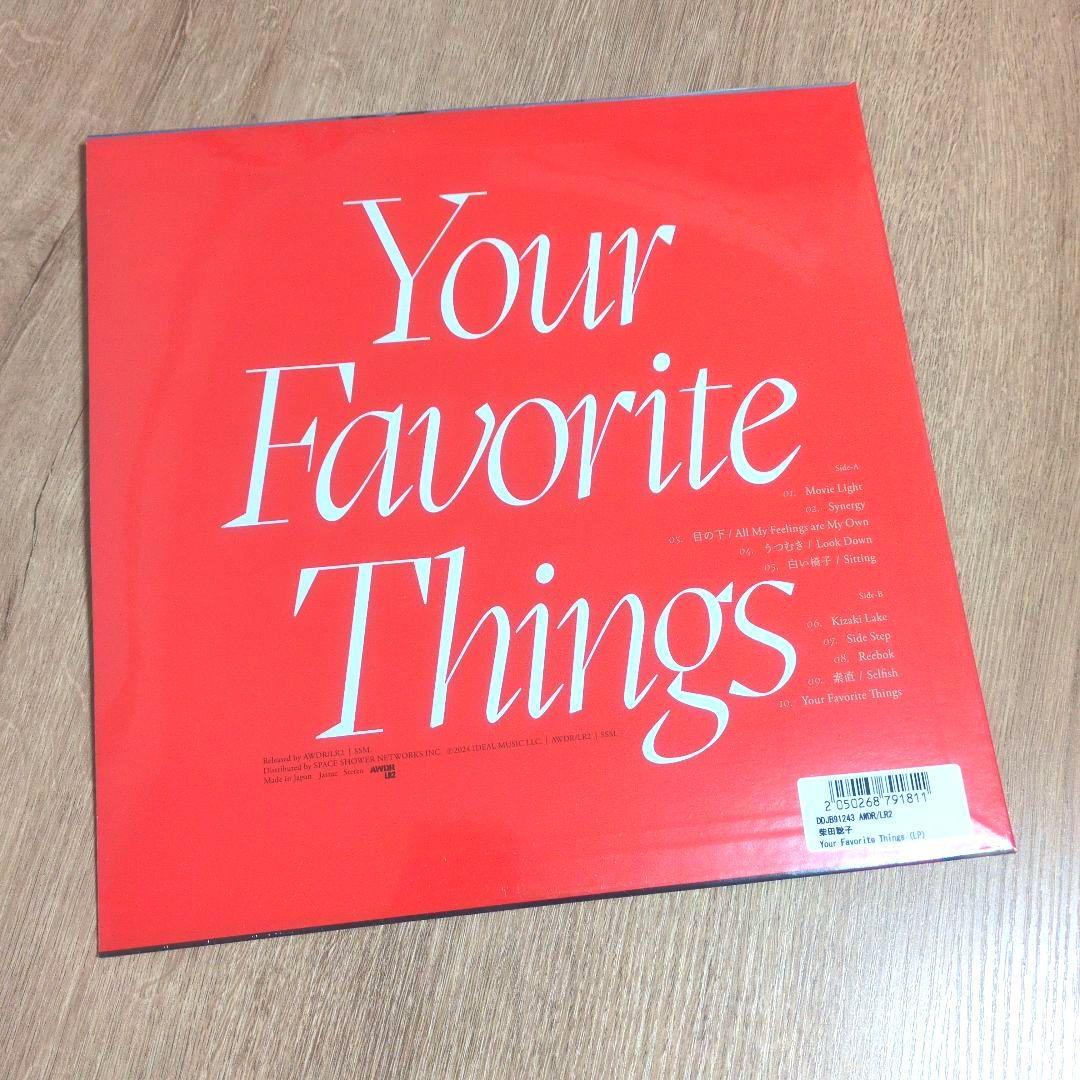 Your
Favorite
Things
Side-A
01. Movie Light
02. Synergy
03. 目の下 / All My Feelings are My Own
04. うつむき / Look Down
05. 白い椅子 / Sitting
Side-B
06. Kizaki Lake
07. Side Step
08. Reebok
09. 素直 / Selfish
10. Your Favorite Things
Released by AWDR/LR2 | SSM.
Distributed by SPACE SHOWER NETWORKS INC. ©2024 IDEAL MUSIC LLC. | AWDR/LR2 | SSM.
Made in Japan Jasrac Stereo AWDR LR2
2 050268 791811
DDJB91243 AWDR/LR2
柴田聡子
Your Favorite Things (LP)